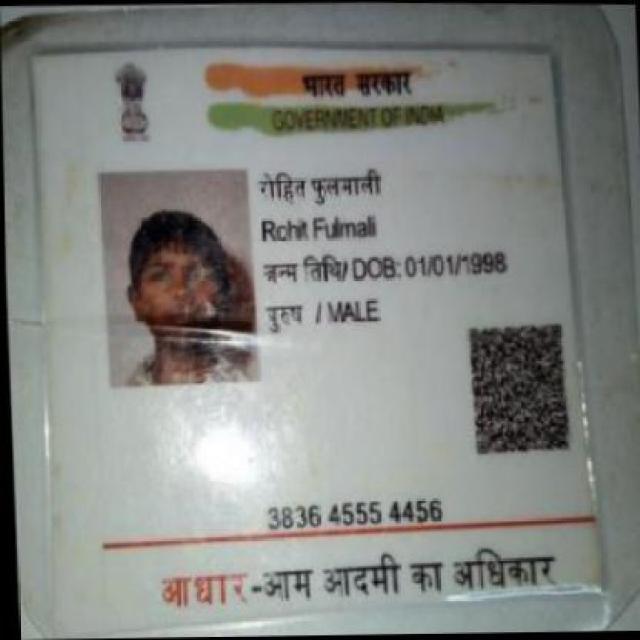 भारत सरकार
GOVERNMENT OF INDIA
रोहित फुलमाली
Rohit Fulmali
जन्म तिथि/ DOB: 01/01/1998
पुरुष / MALE
3836 4555 4456
आधार-आम आदमी का अधिकार